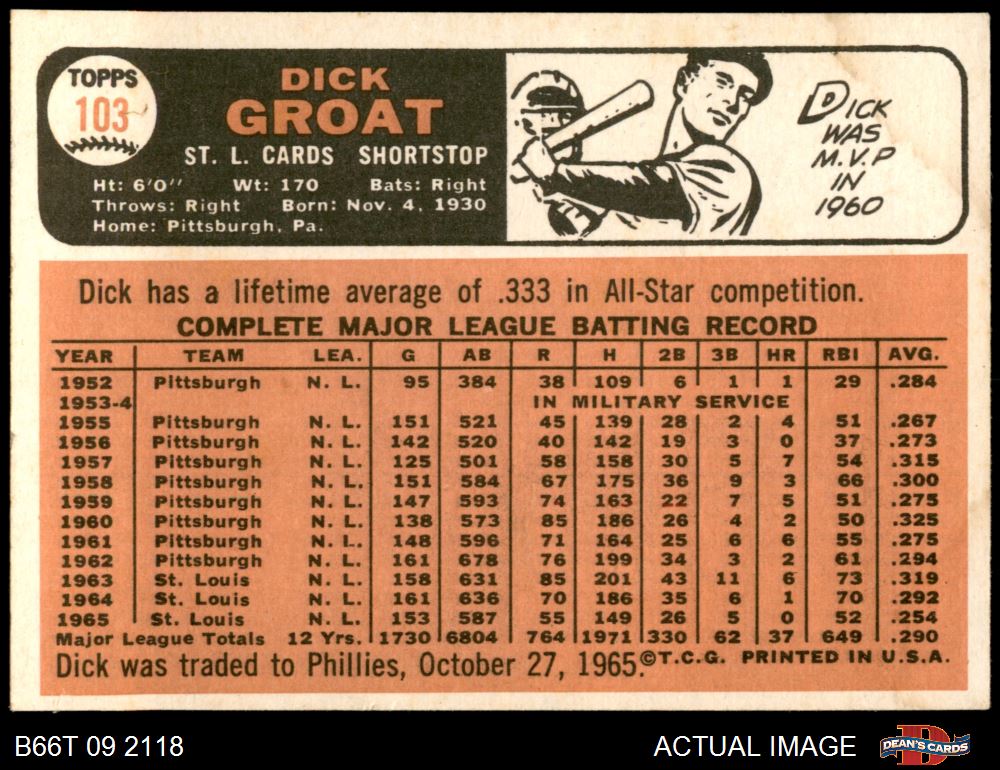 TOPPS
103
DICK
GROAT
ST. L. CARDS SHORTSTOP
Ht: 6'0" Wt: 170 Bats: Right
Throws: Right Born: Nov. 4, 1930
Home: Pittsburgh, Pa.
DICK
WAS
M.V.P
IN
1960
Dick has a lifetime average of .333 in All-Star competition.
COMPLETE MAJOR LEAGUE BATTING RECORD
YEAR TEAM LEA. G AB R H 2B 3B HR RBI AVG.
1952 Pittsburgh N. L. 95 384 38 109 6 1 1 29 .284
1953-4 IN MILITARY SERVICE
1955 Pittsburgh N. L. 151 521 45 139 28 2 4 51 .267
1956 Pittsburgh N. L. 142 520 40 142 19 3 0 37 .273
1957 Pittsburgh N. L. 125 501 58 158 30 5 7 54 .315
1958 Pittsburgh N. L. 151 584 67 175 36 9 3 66 .300
1959 Pittsburgh N. L. 147 593 74 163 22 7 5 51 .275
1960 Pittsburgh N. L. 138 573 85 186 26 4 2 50 .325
1961 Pittsburgh N. L. 148 596 71 164 25 6 6 55 .275
1962 Pittsburgh N. L. 161 678 76 199 34 3 2 61 .294
1963 St. Louis N. L. 158 631 85 201 43 11 6 73 .319
1964 St. Louis N. L. 161 636 70 186 35 6 1 70 .292
1965 St. Louis N. L. 153 587 55 149 26 5 0 52 .254
Major League Totals 12 Yrs. 1730 6804 764 1971 330 62 37 649 .290
Dick was traded to Phillies, October 27, 1965. ©T.C.G. PRINTED IN U.S.A.
B66T 09 2118 ACTUAL IMAGE D DEAN'S CARDS